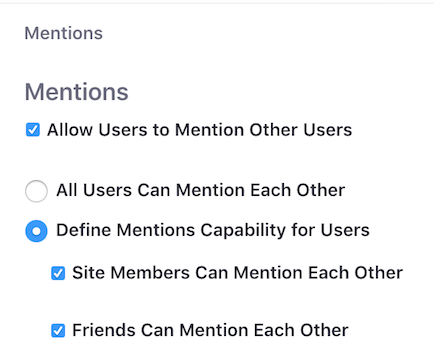 Mentions
Mentions
Allow Users to Mention Other Users
All Users Can Mention Each Other
Define Mentions Capability for Users
Site Members Can Mention Each Other
Friends Can Mention Each Other